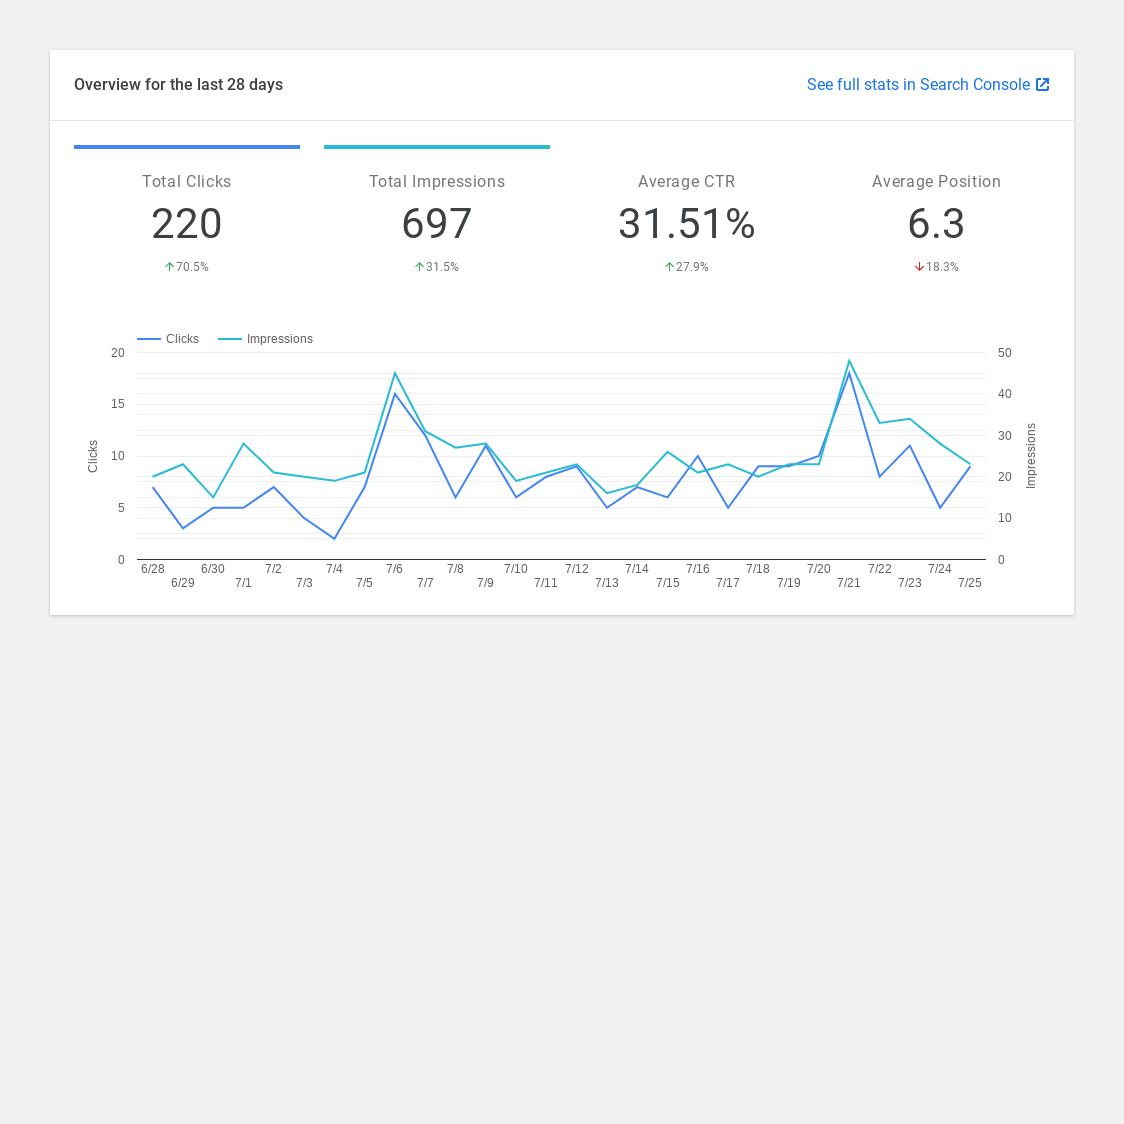 Overview for the last 28 days
See full stats in Search Console
Total Clicks
220
70.5%
Total Impressions
697
31.5%
Average CTR
31.51%
27.9%
Average Position
6.3
18.3%
Clicks Impressions
20
15
10
5
0
Clicks
50
40
30
20
10
0
Impressions
6/28 6/30 7/2 7/4 7/6 7/8 7/10 7/12 7/14 7/16 7/18 7/20 7/22 7/24
6/29 7/1 7/3 7/5 7/7 7/9 7/11 7/13 7/15 7/17 7/19 7/21 7/23 7/25